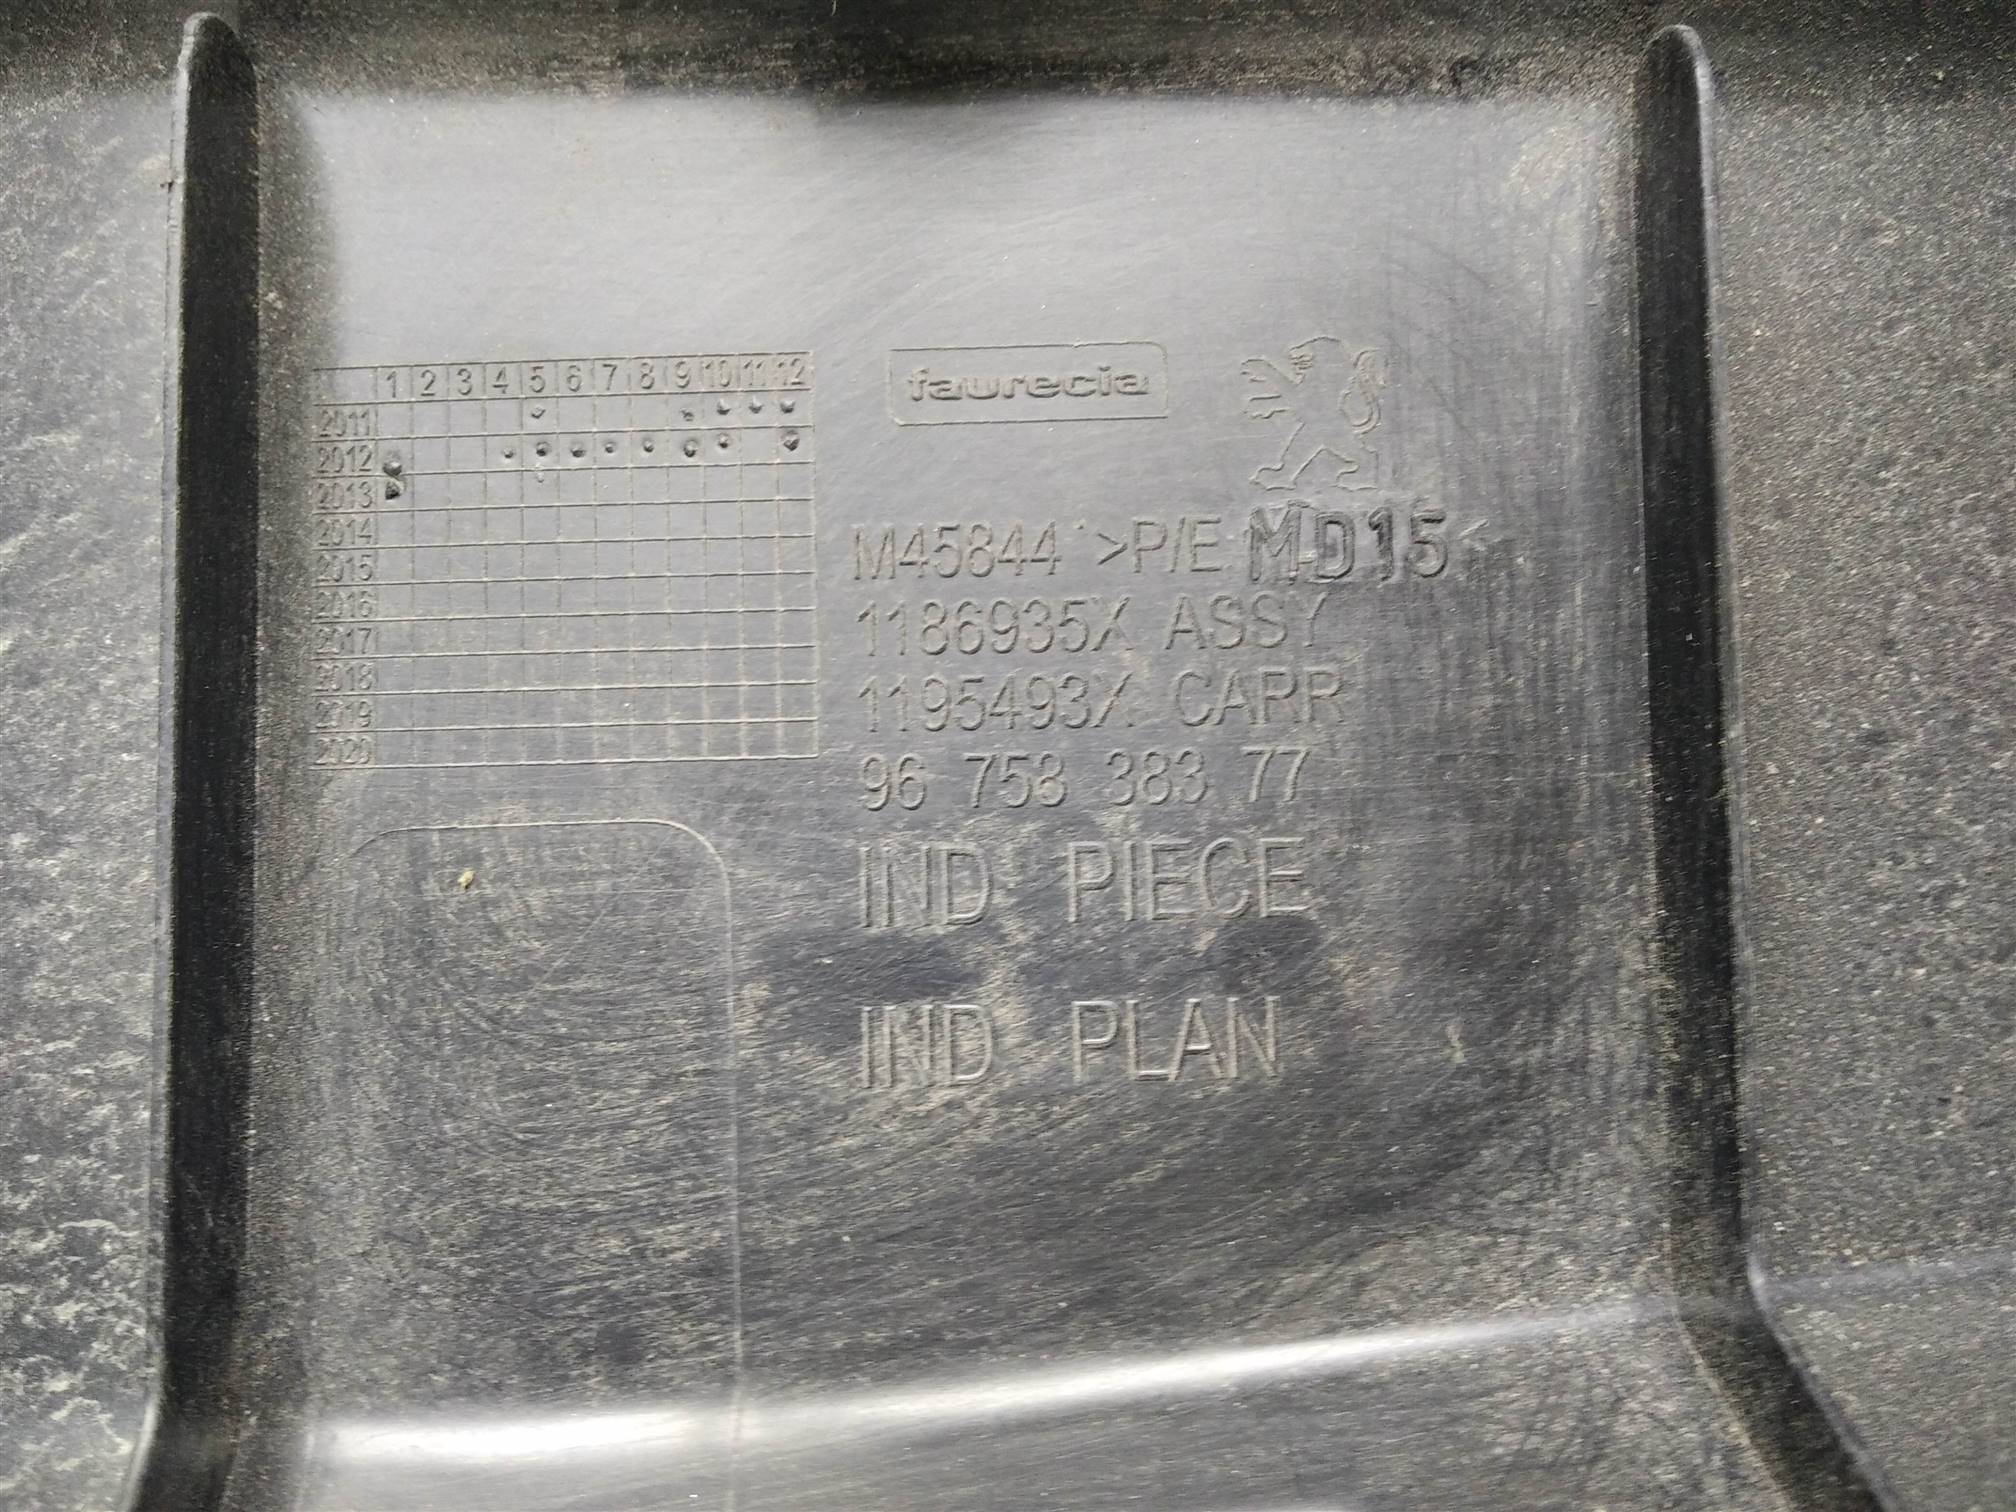 1 2 3 4 5 6 7 8 9 10 11 12
2011
2012
2013
2014
2015
2016
2017
2018
2019
2020
faurecia
M45844 >P/E MD15
1186935X ASSY
1195493X CARR
96 758 383 77
IND PIECE
IND PLAN